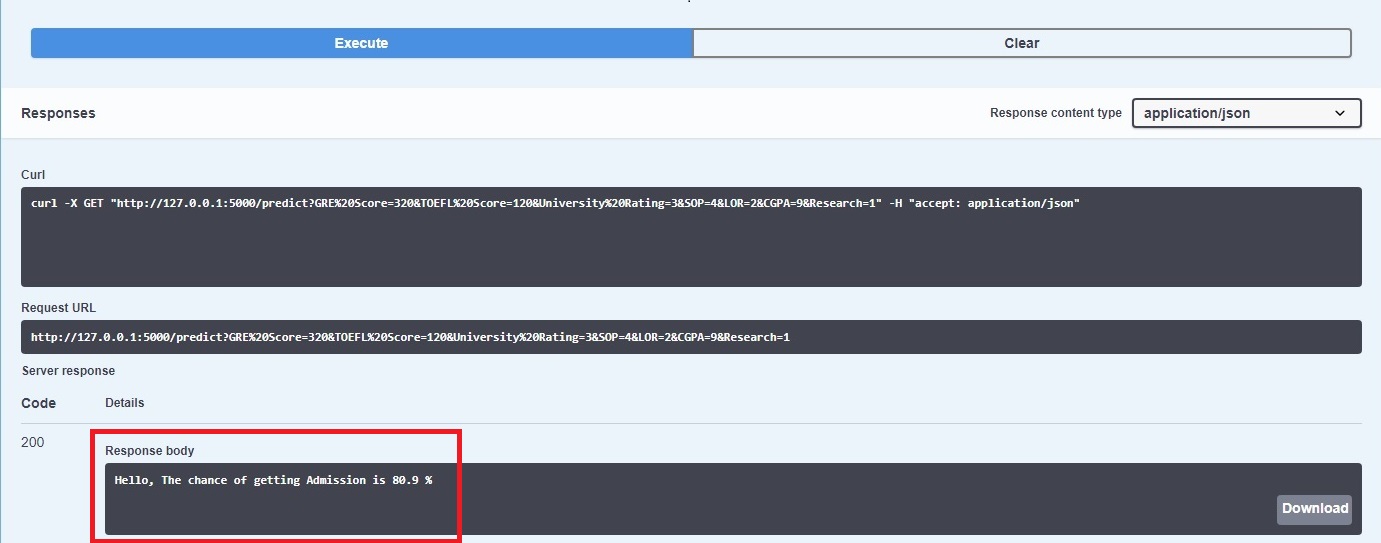 Execute
Clear
Responses
Response content type
application/json
Curl
curl -X GET "http://127.0.0.1:5000/predict?GRE%20Score=320&TOEFL%20Score=120&University%20Rating=3&SOP=4&LOR=2&CGPA=9&Research=1" -H "accept: application/json"
Request URL
http://127.0.0.1:5000/predict?GRE%20Score=320&TOEFL%20Score=120&University%20Rating=3&SOP=4&LOR=2&CGPA=9&Research=1
Server response
Code
Details
200
Response body
Hello, The chance of getting Admission is 80.9 %
Download